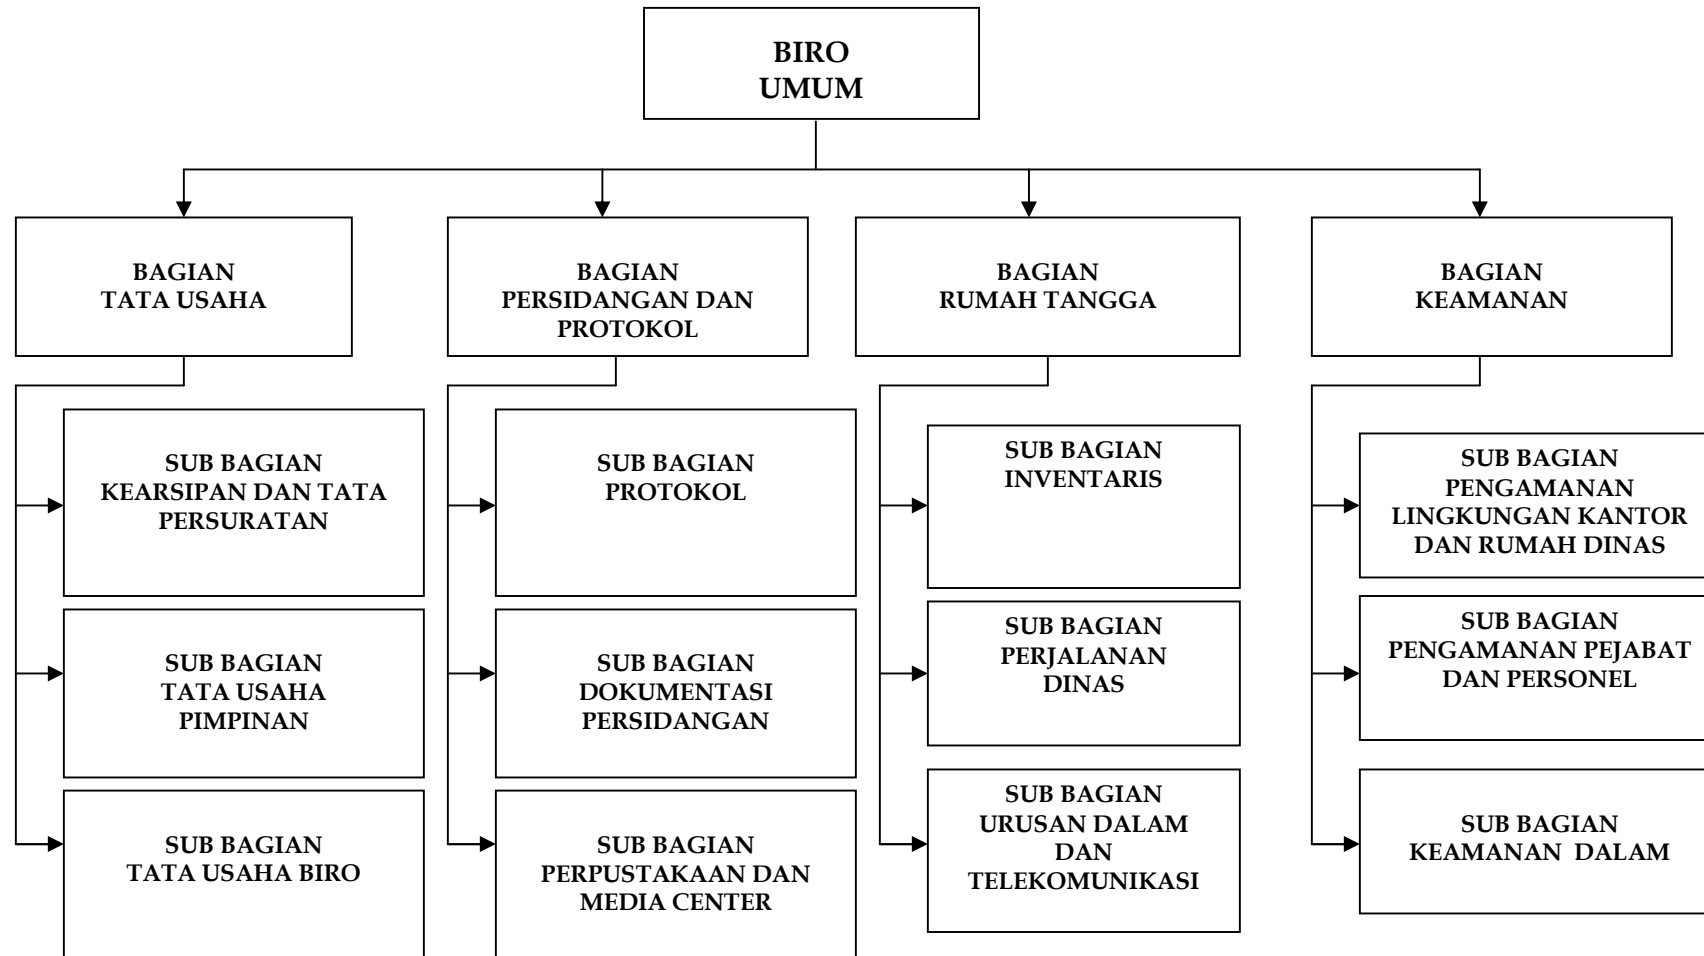 BIRO
UMUM
BAGIAN
TATA USAHA
BAGIAN
PERSIDANGAN DAN
PROTOKOL
BAGIAN
RUMAH TANGGA
BAGIAN
KEAMANAN
SUB BAGIAN
KEARSIPAN DAN TATA
PERSURATAN
SUB BAGIAN
TATA USAHA
PIMPINAN
SUB BAGIAN
TATA USAHA BIRO
SUB BAGIAN
PROTOKOL
SUB BAGIAN
DOKUMENTASI
PERSIDANGAN
SUB BAGIAN
PERPUSTAKAAN DAN
MEDIA CENTER
SUB BAGIAN
INVENTARIS
SUB BAGIAN
PERJALANAN
DINAS
SUB BAGIAN
URUSAN DALAM
DAN
TELEKOMUNIKASI
SUB BAGIAN
PENGAMANAN
LINGKUNGAN KANTOR
DAN RUMAH DINAS
SUB BAGIAN
PENGAMANAN PEJABAT
DAN PERSONEL
SUB BAGIAN
KEAMANAN  DALAM